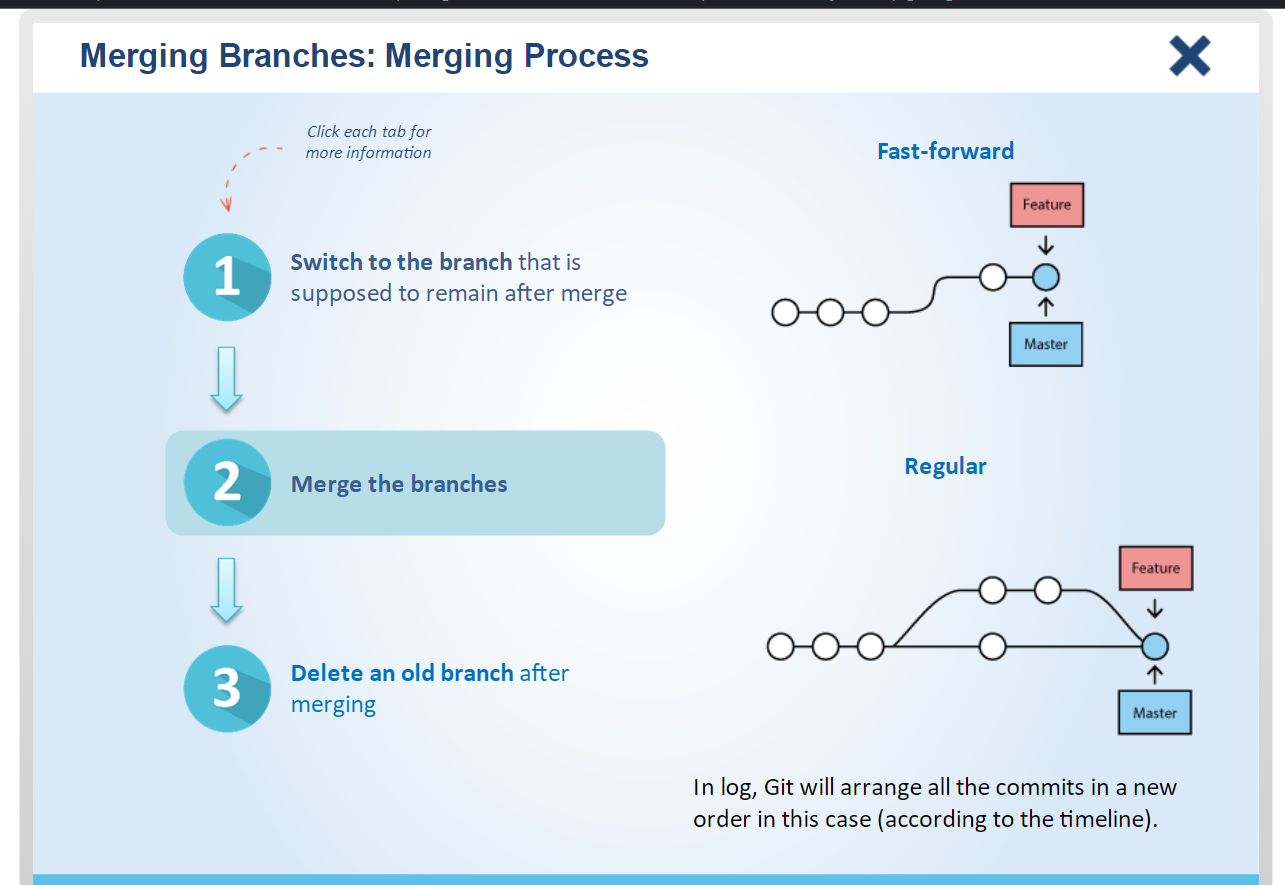 Merging Branches: Merging Process
Click each tab for
more information
1
Switch to the branch that is
supposed to remain after merge
2
Merge the branches
3
Delete an old branch after
merging
Fast-forward
Feature
Master
Regular
Feature
Master
In log, Git will arrange all the commits in a new
order in this case (according to the timeline).